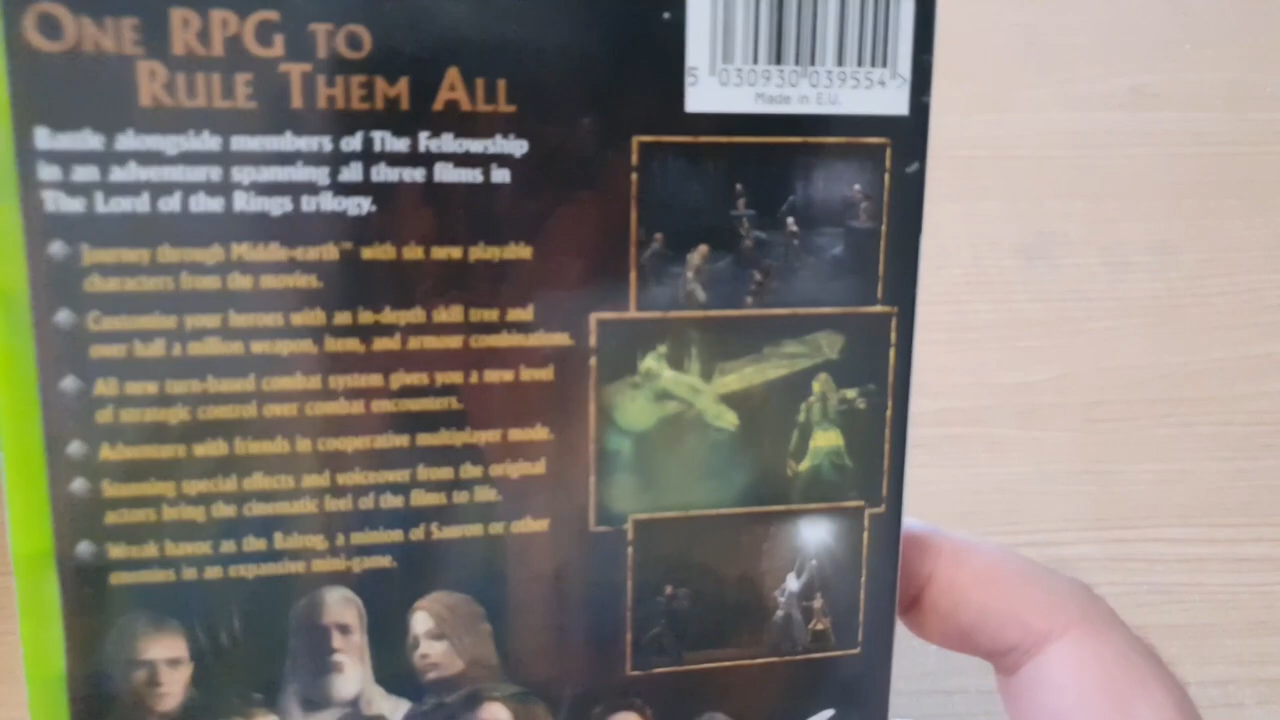 ONE RPG TO
RULE THEM ALL
Battle alongside members of The Fellowship
in an adventure spanning all three films in
The Lord of the Rings trilogy.
Journey through Middle-earth™ with six new playable
characters from the movies.
Customise your heroes with an in-depth skill tree and
over half a million weapon, item, and armour combinations.
All new turn-based combat system gives you a new level
of strategic control over combat encounters.
Adventure with friends in cooperative multiplayer mode.
Stunning special effects and voiceover from the original
actors bring the cinematic feel of the films to life.
Wreak havoc as the Balrog, a minion of Sauron or other
enemies in an expansive mini-game.
5 030930 039554 >
Made in E.U.